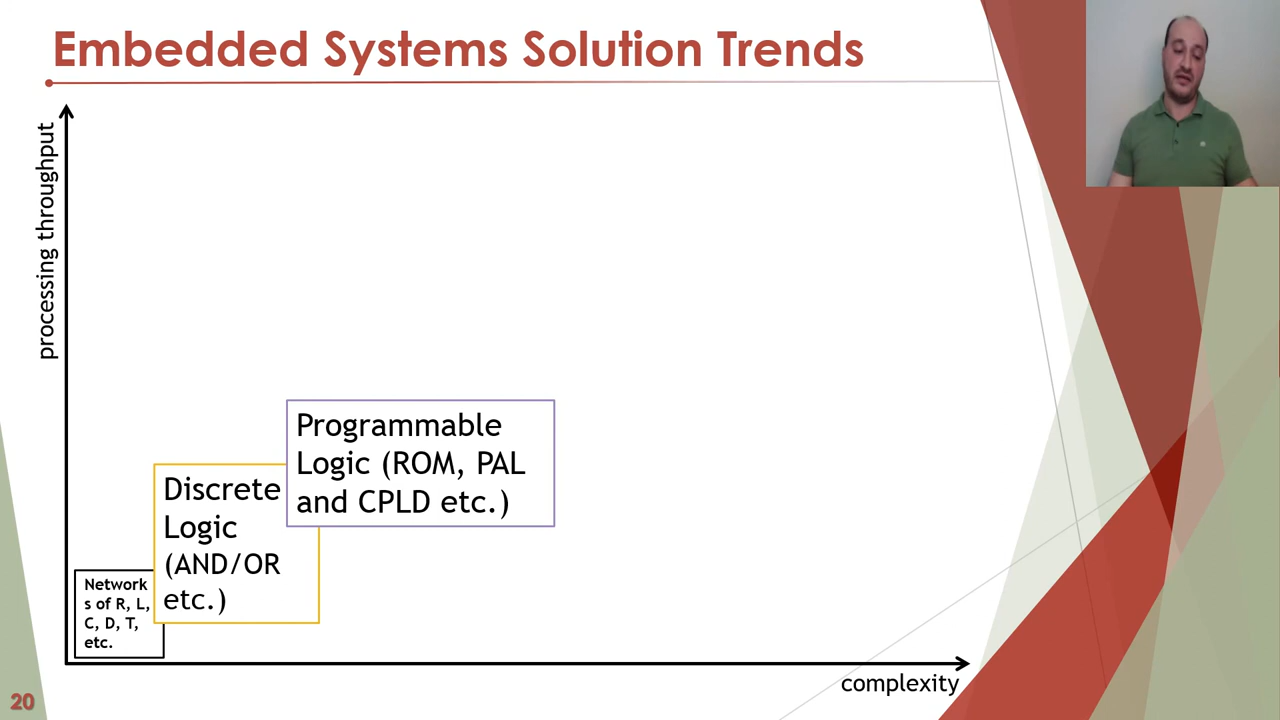 Embedded Systems Solution Trends
processing throughput
Programmable
Logic (ROM, PAL
and CPLD etc.)
Discrete
Logic
(AND/OR
etc.)
Network
s of R, L,
C, D, T,
etc.
complexity
20